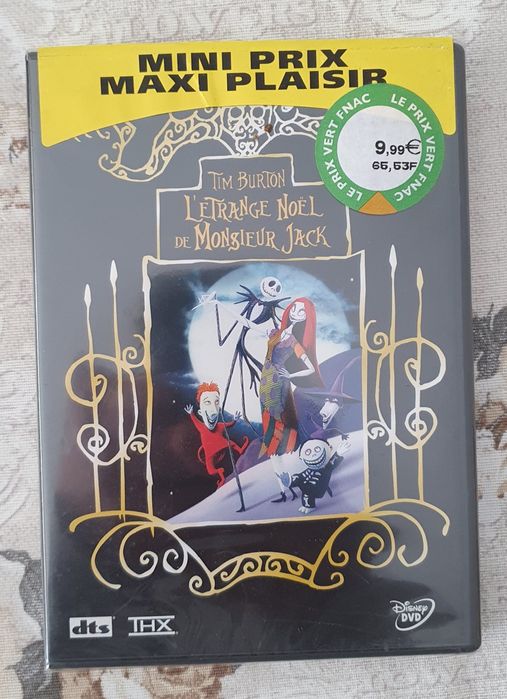 MINI PRIX
MAXI PLAISIR
LE PRIX VERT FNAC
LE PRIX VERT FNAC
9,99€
65,53F
TIM BURTON
L'ÉTRANGE NOËL
DE MONSIEUR JACK
dts
THX
DISNEY
DVD